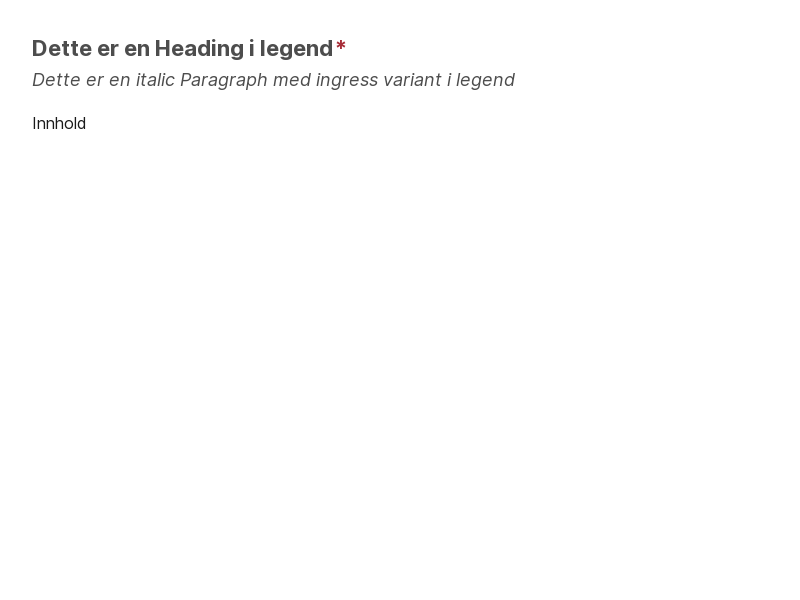 Dette er en Heading i legend*
Dette er en italic Paragraph med ingress variant i legend
Innhold